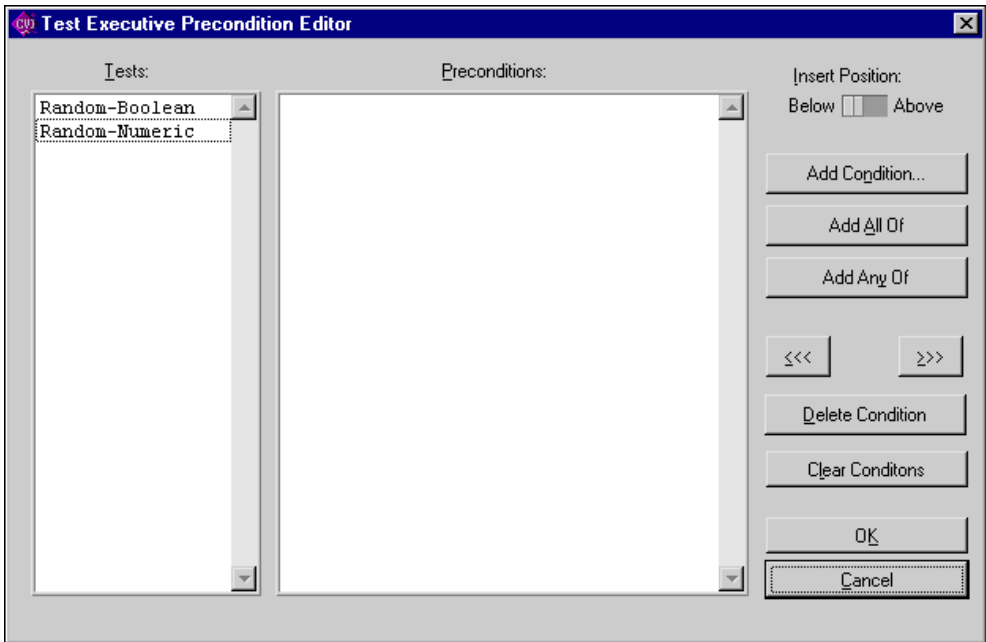 CVI Test Executive Precondition Editor
Tests:
Random-Boolean
Random-Numeric
Preconditions:
Insert Position:
Below Above
Add Condition...
Add All Of
Add Any Of
<<< >>>
Delete Condition
Clear Conditons
OK
Cancel